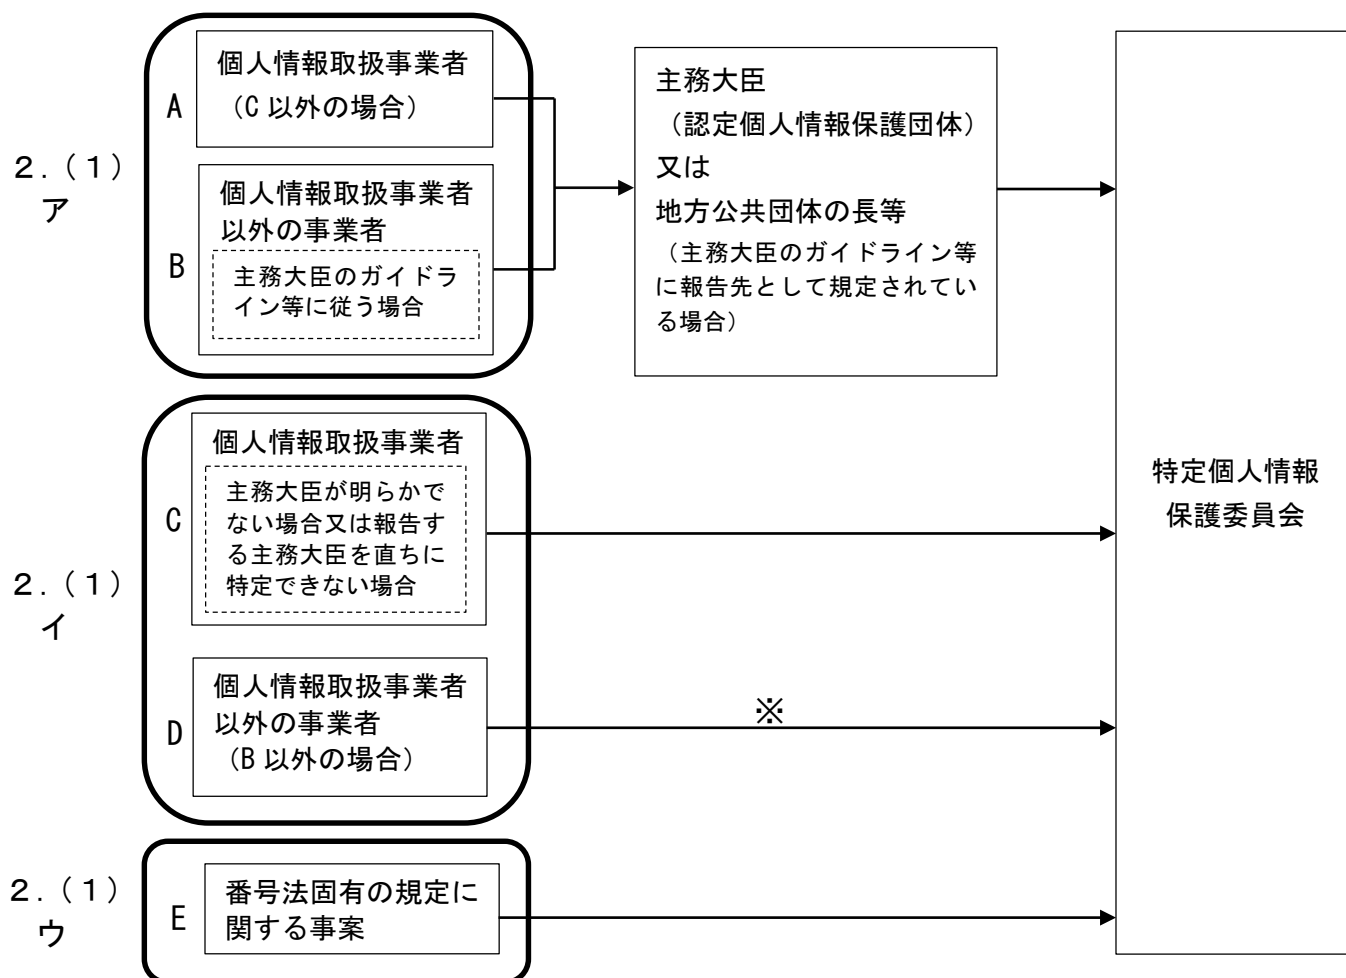 2.(1)
ア
A
個人情報取扱事業者
(C 以外の場合)
B
個人情報取扱事業者
以外の事業者
主務大臣のガイドラ
イン等に従う場合
主務大臣
(認定個人情報保護団体)
又は
地方公共団体の長等
(主務大臣のガイドライン等
に報告先として規定されてい
る場合)
2.(1)
イ
C
個人情報取扱事業者
主務大臣が明らかで
ない場合又は報告す
る主務大臣を直ちに
特定できない場合
D
個人情報取扱事業者
以外の事業者
(B 以外の場合)
※
2.(1)
ウ
E
番号法固有の規定に
関する事案
特定個人情報
保護委員会